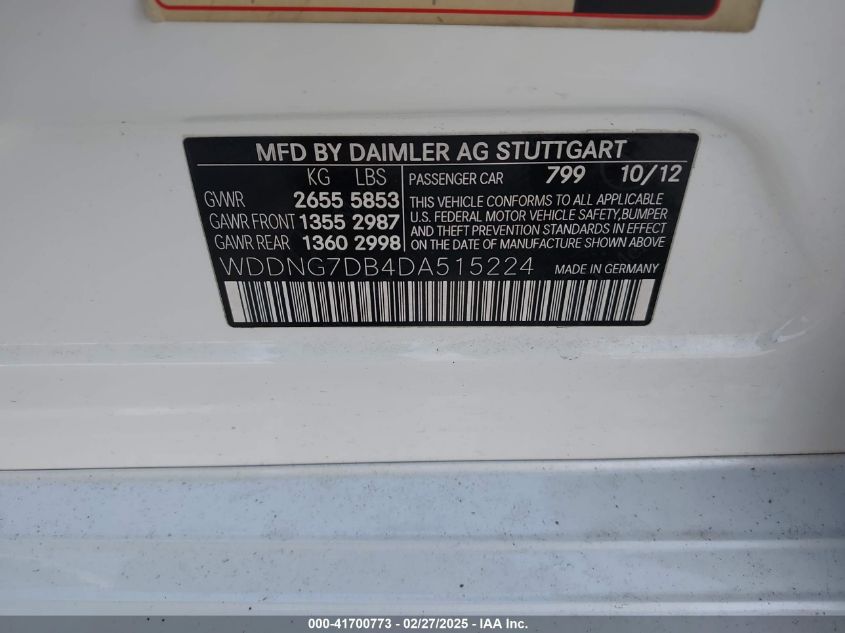 MFD BY DAIMLER AG STUTTGART
KG LBS
GVWR 2655 5853
GAWR FRONT 1355 2987
GAWR REAR 1360 2998
PASSENGER CAR 799 10/12
THIS VEHICLE CONFORMS TO ALL APPLICABLE
U.S. FEDERAL MOTOR VEHICLE SAFETY,BUMPER
AND THEFT PREVENTION STANDARDS IN EFFECT
ON THE DATE OF MANUFACTURE SHOWN ABOVE
WDDNG7DB4DA515224 MADE IN GERMANY
000-41700773 - 02/27/2025 - IAA Inc.